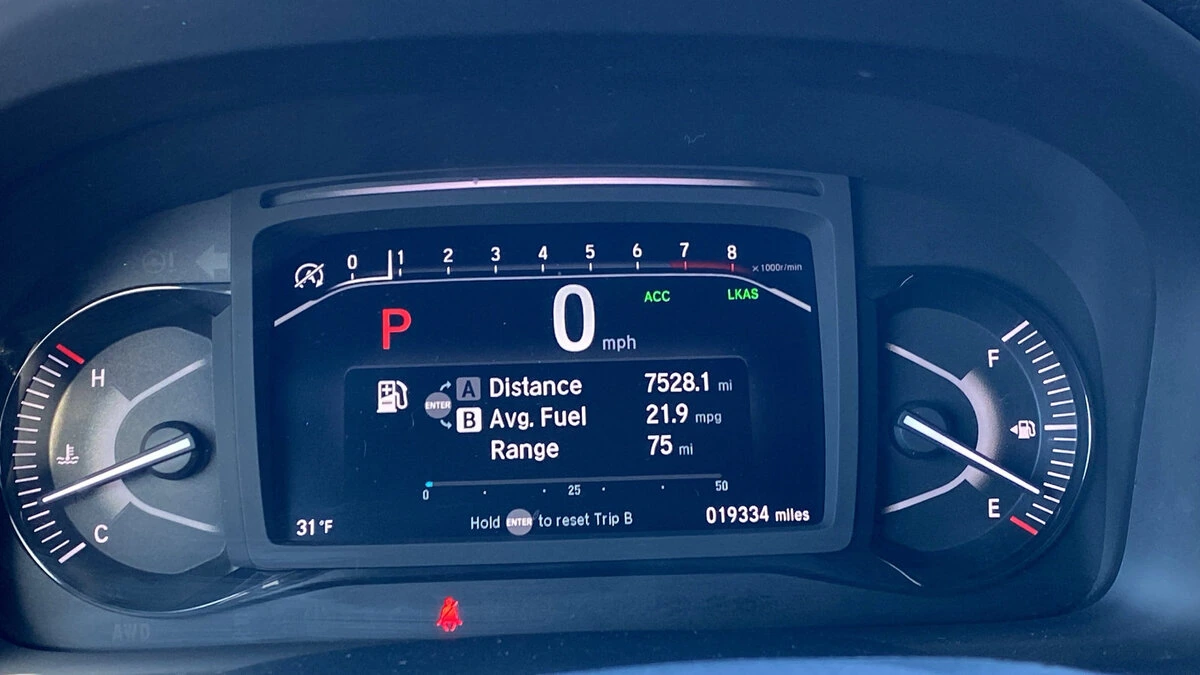 0 1 2 3 4 5 6 7 8 ×1000r/min
ACC LKAS
P 0 mph
A Distance 7528.1 mi
ENTER
B Avg. Fuel 21.9 mpg
Range 75 mi
0 25 50
31°F Hold ENTER to reset Trip B 019334 miles
H
C
F
E
AWD